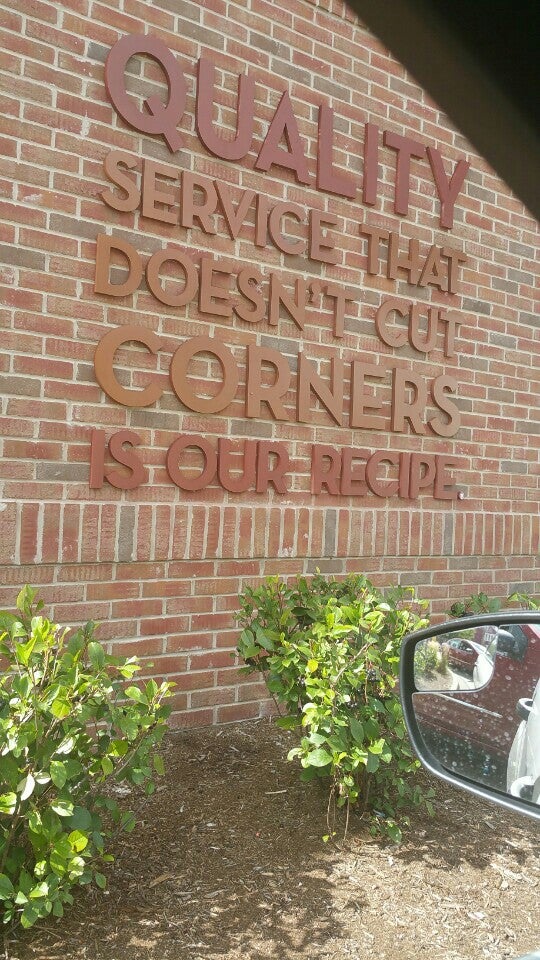 QUALITY
SERVICE THAT
DOESN'T CUT
CORNERS
IS OUR RECIPE.